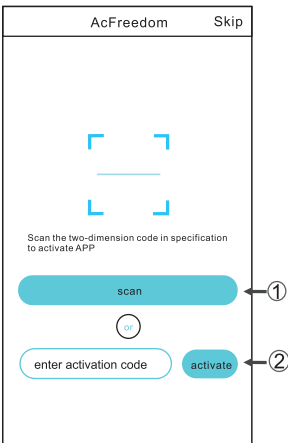 AcFreedom Skip
Scan the two-dimension code in specification
to activate APP
scan
①
or
enter activation code activate
②